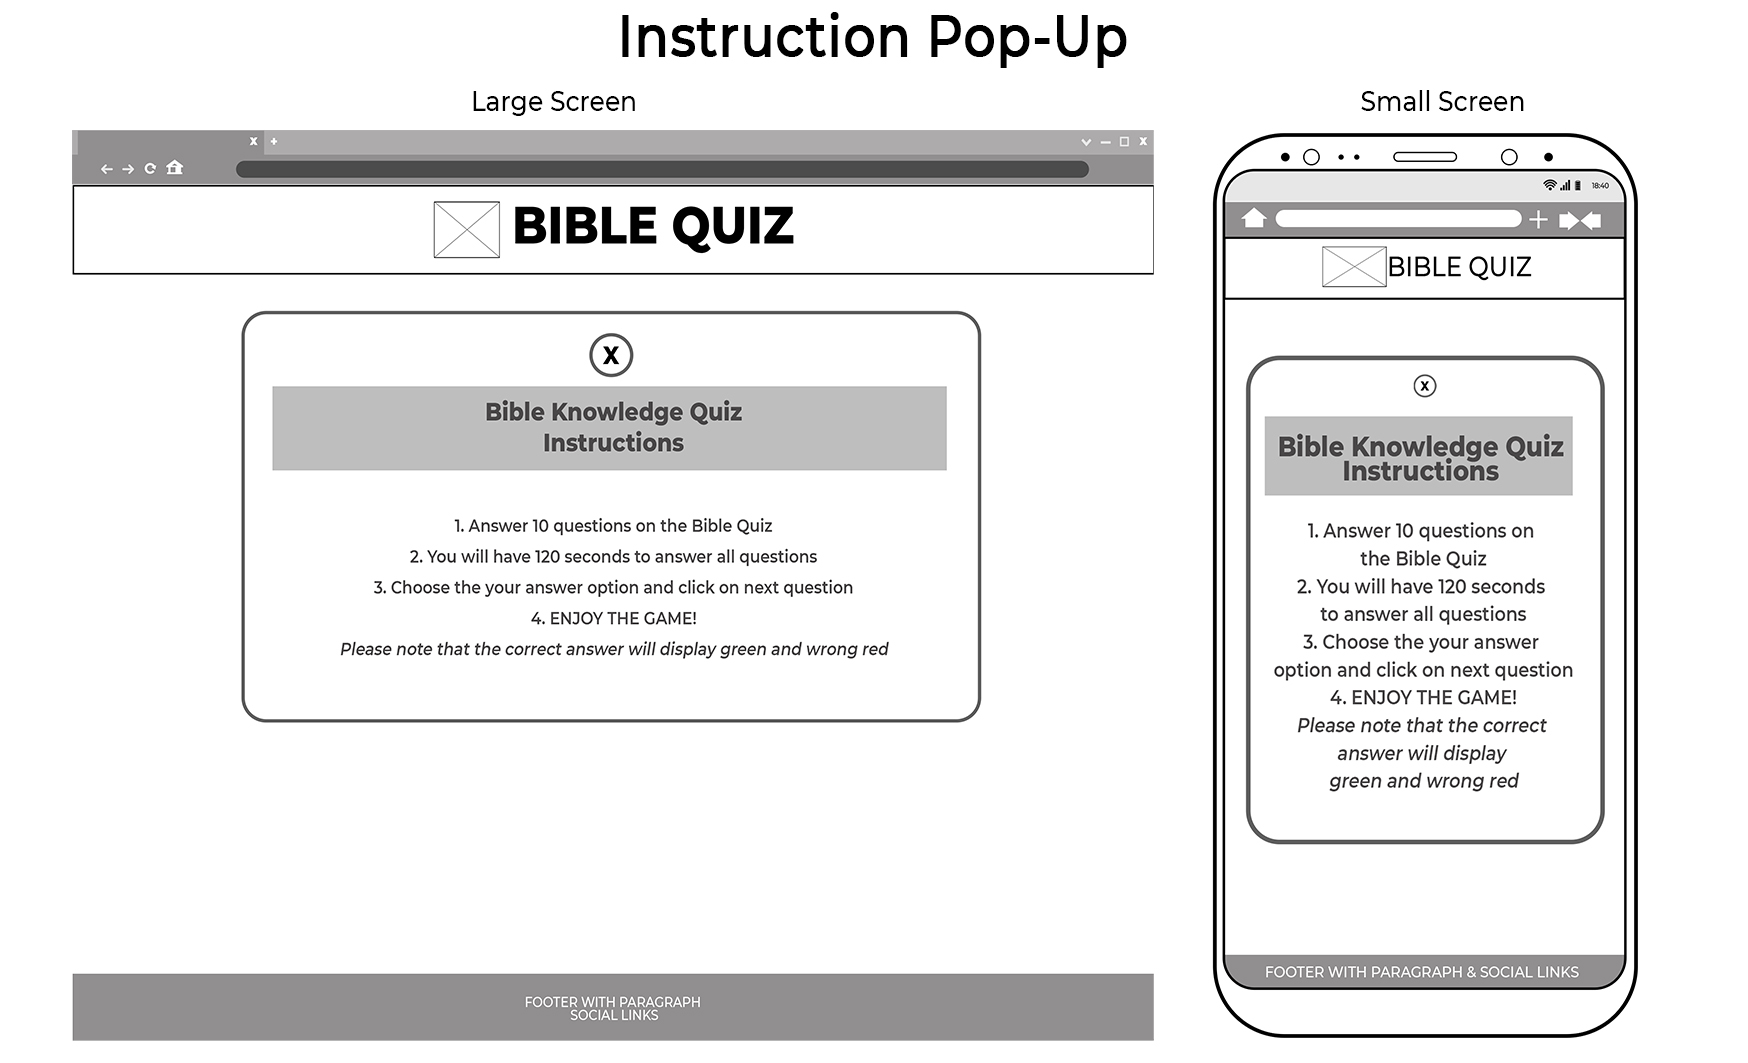 Instruction Pop-Up
Large Screen
x +
x
BIBLE QUIZ
X
Bible Knowledge Quiz
Instructions
1. Answer 10 questions on the Bible Quiz
2. You will have 120 seconds to answer all questions
3. Choose the your answer option and click on next question
4. ENJOY THE GAME!
Please note that the correct answer will display green and wrong red
FOOTER WITH PARAGRAPH
SOCIAL LINKS
Small Screen
18:40
BIBLE QUIZ
X
Bible Knowledge Quiz
Instructions
1. Answer 10 questions on
the Bible Quiz
2. You will have 120 seconds
to answer all questions
3. Choose the your answer
option and click on next question
4. ENJOY THE GAME!
Please note that the correct
answer will display
green and wrong red
FOOTER WITH PARAGRAPH & SOCIAL LINKS